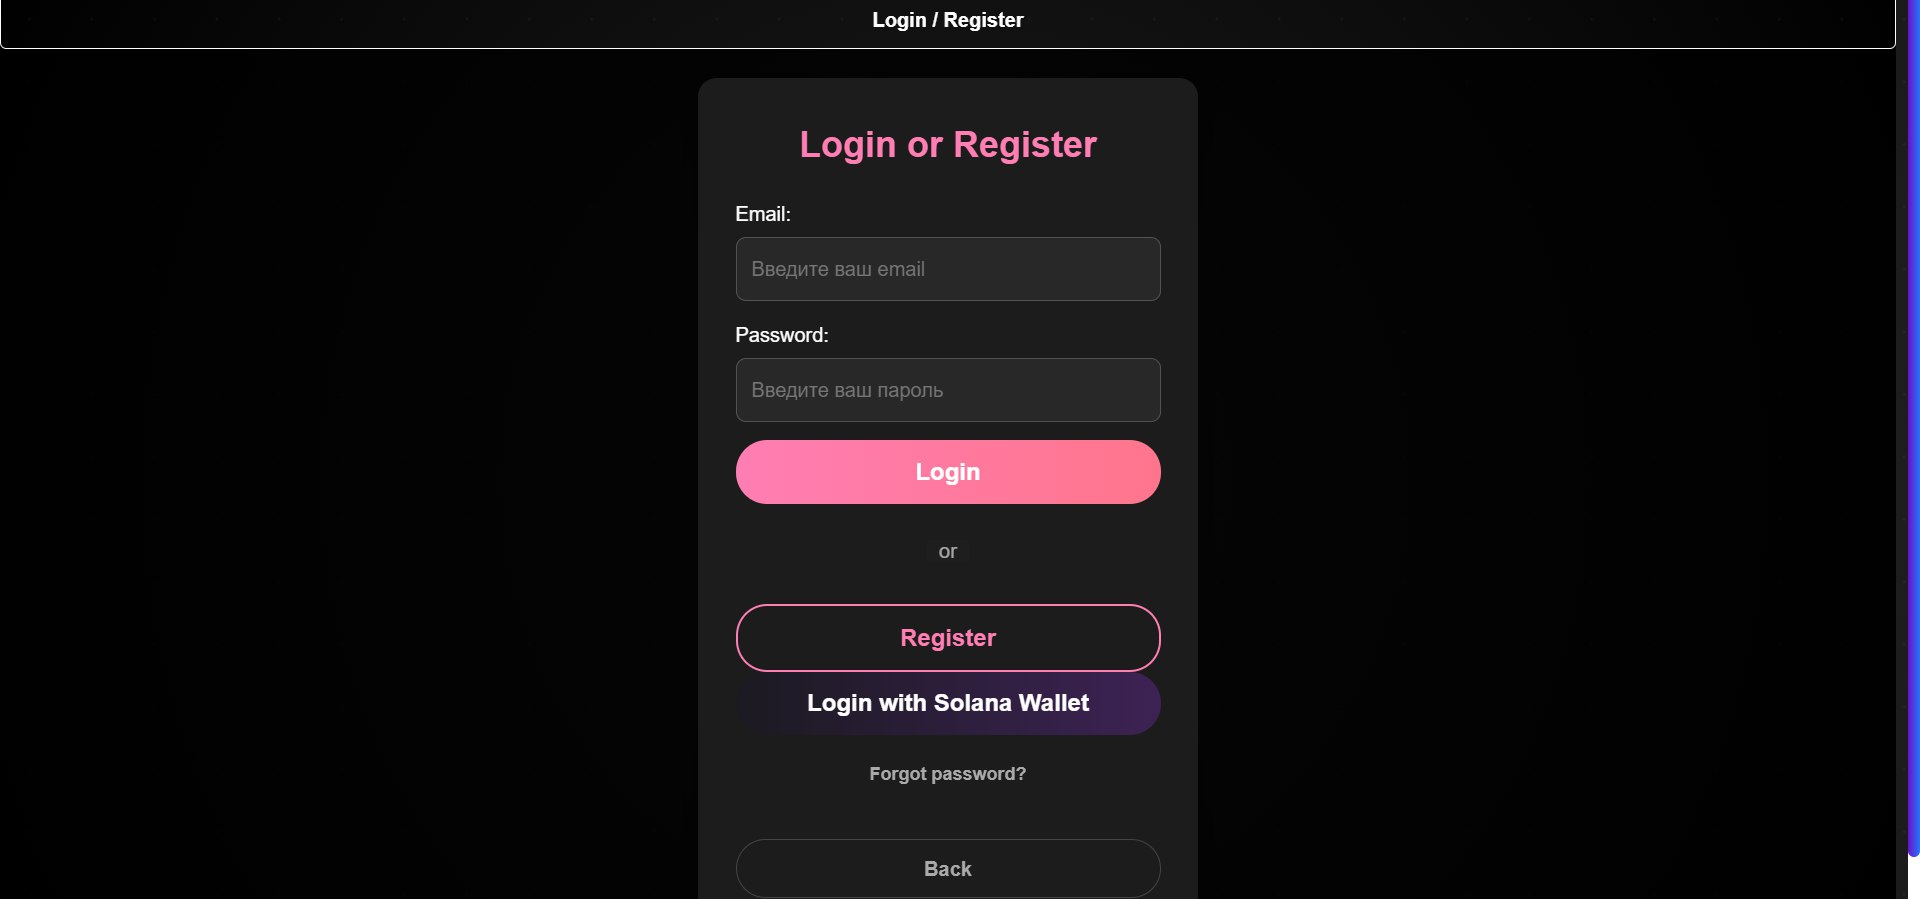 Login / Register
Login or Register
Email:
Введите ваш email
Password:
Введите ваш пароль
Login
or
Register
Login with Solana Wallet
Forgot password?
Back